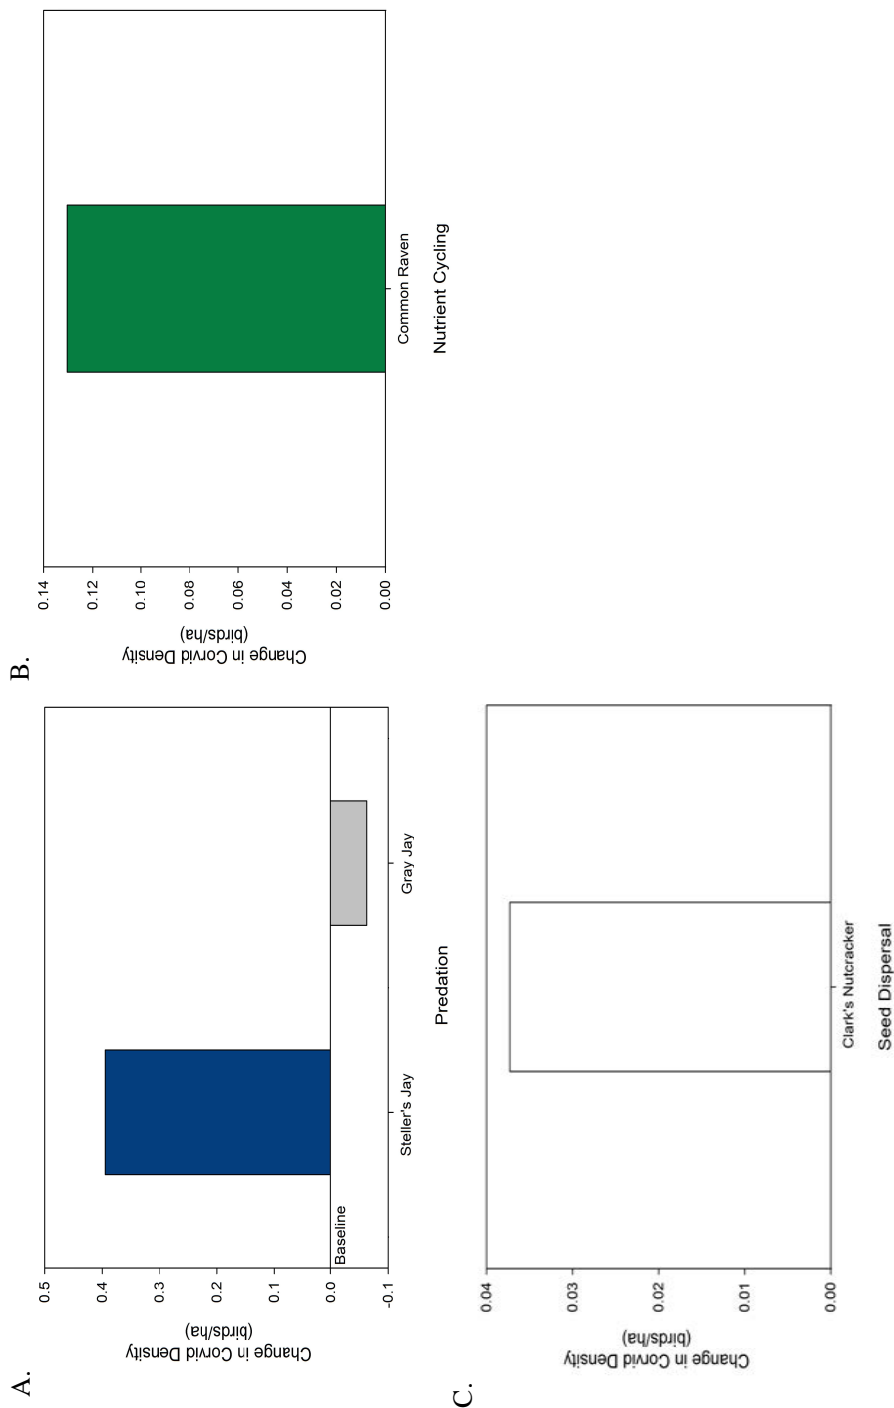 A.
Change in Corvid Density
(birds/ha)
0.5
0.4
0.3
0.2
0.1
0.0
-0.1
Baseline
Steller's Jay
Gray Jay
Predation
B.
Change in Corvid Density
(birds/ha)
0.14
0.12
0.10
0.08
0.06
0.04
0.02
0.00
Common Raven
Nutrient Cycling
C.
Change in Corvid Density
(birds/ha)
0.04
0.03
0.02
0.01
0.00
Clark's Nutcracker
Seed Dispersal